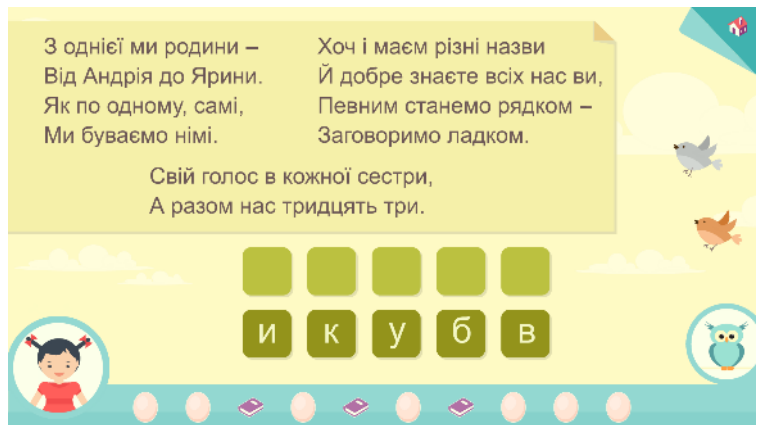 З однієї ми родини –
Від Андрія до Ярини.
Як по одному, самі,
Ми буваємо німі.
Хоч і маєм різні назви
Й добре знаєте всіх нас ви,
Певним станемо рядком –
Заговоримо ладком.
Свій голос в кожної сестри,
А разом нас тридцять три.
и к у б в